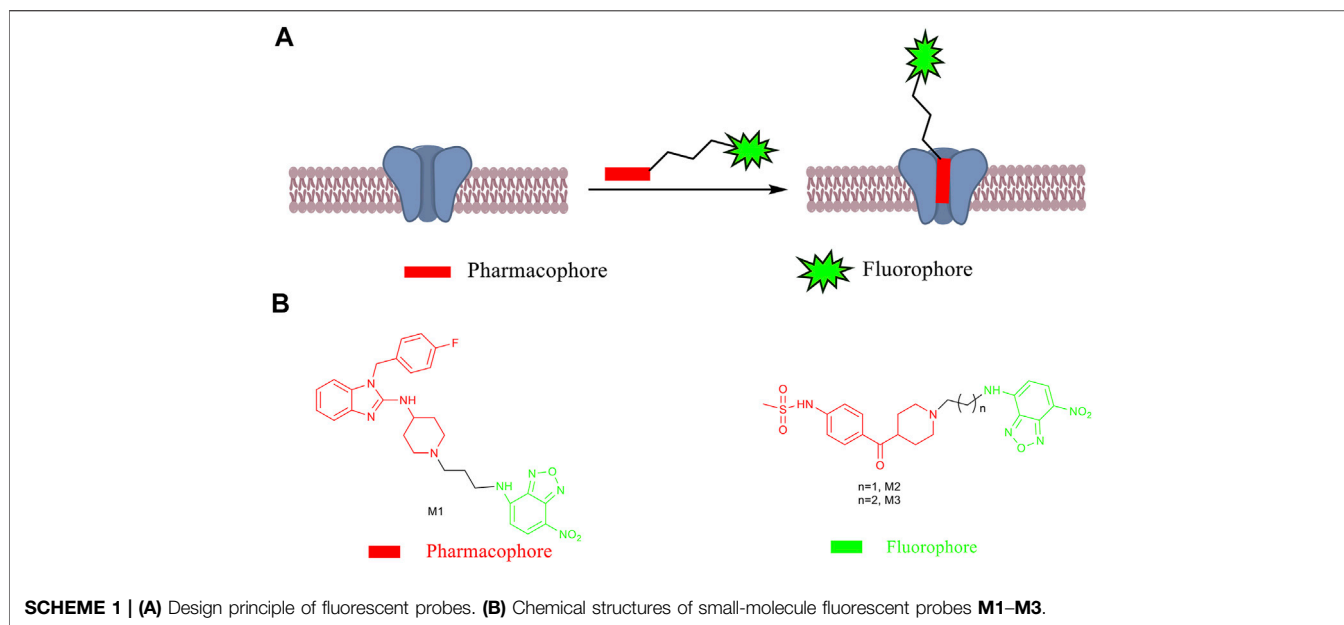 A
Pharmacophore
Fluorophore
B
F
N
N
NH
N
NH
N
O
N
NO₂
M1
Pharmacophore
O
S
O
HN
O
N
n
NH
NO₂
N
O
N
n=1, M2
n=2, M3
Fluorophore
SCHEME 1 | (A) Design principle of fluorescent probes. (B) Chemical structures of small-molecule fluorescent probes M1–M3.